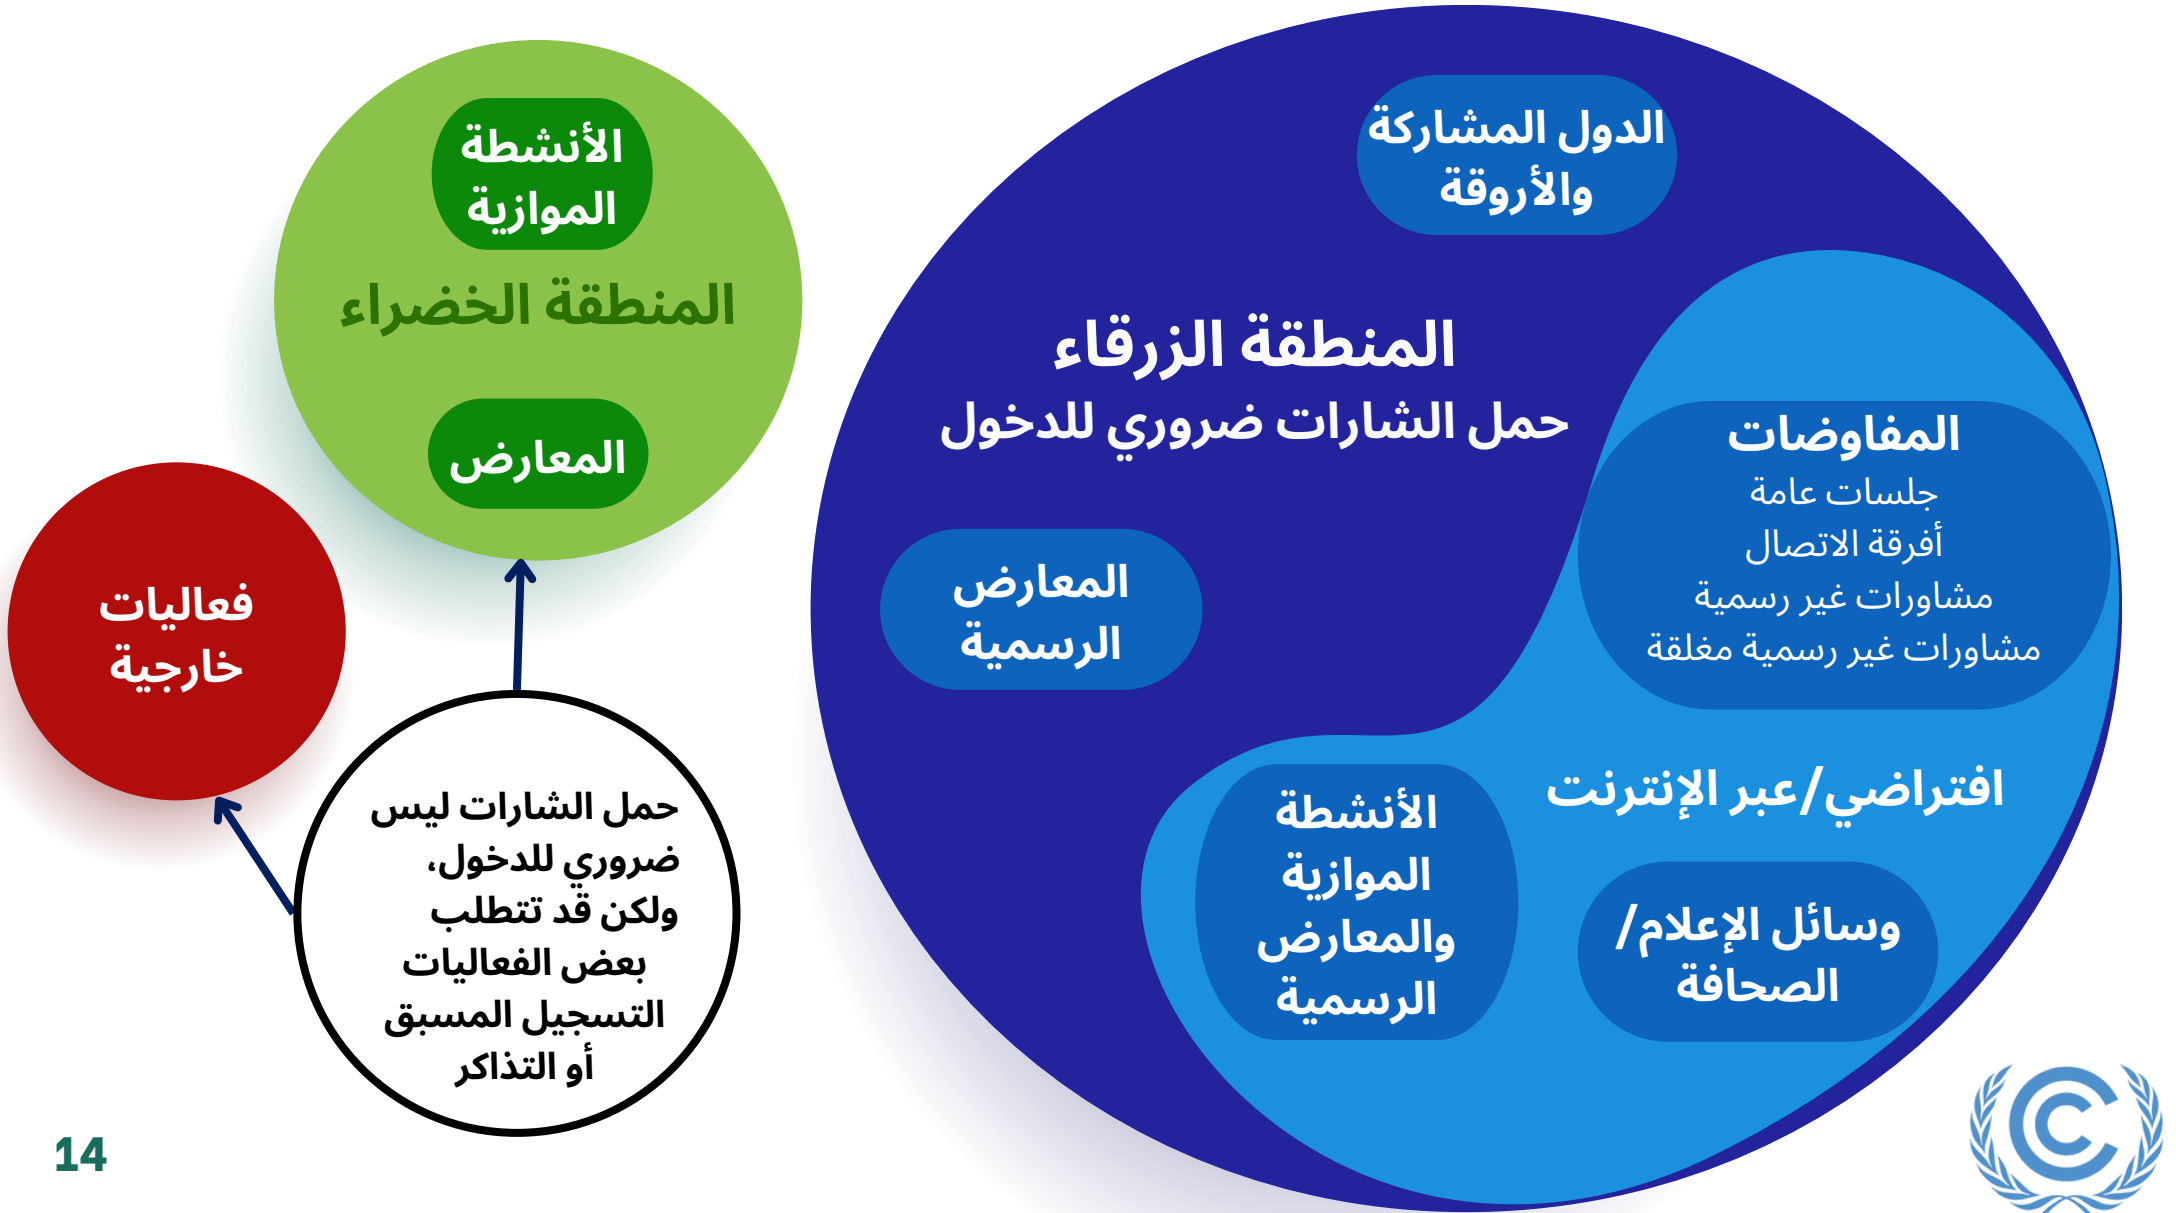 الدول المشاركة
والأروقة
المنطقة الزرقاء
حمل الشارات ضروري للدخول
المعارض
الرسمية
المفاوضات
جلسات عامة
أفرقة الاتصال
مشاورات غير رسمية
مشاورات غير رسمية مغلقة
افتراضي/عبر الإنترنت
وسائل الإعلام/
الصحافة
الأنشطة
الموازية
والمعارض
الرسمية
الأنشطة
الموازية
المنطقة الخضراء
المعارض
فعاليات
خارجية
حمل الشارات ليس
ضروري للدخول،
ولكن قد تتطلب
بعض الفعاليات
التسجيل المسبق
أو التذاكر
14